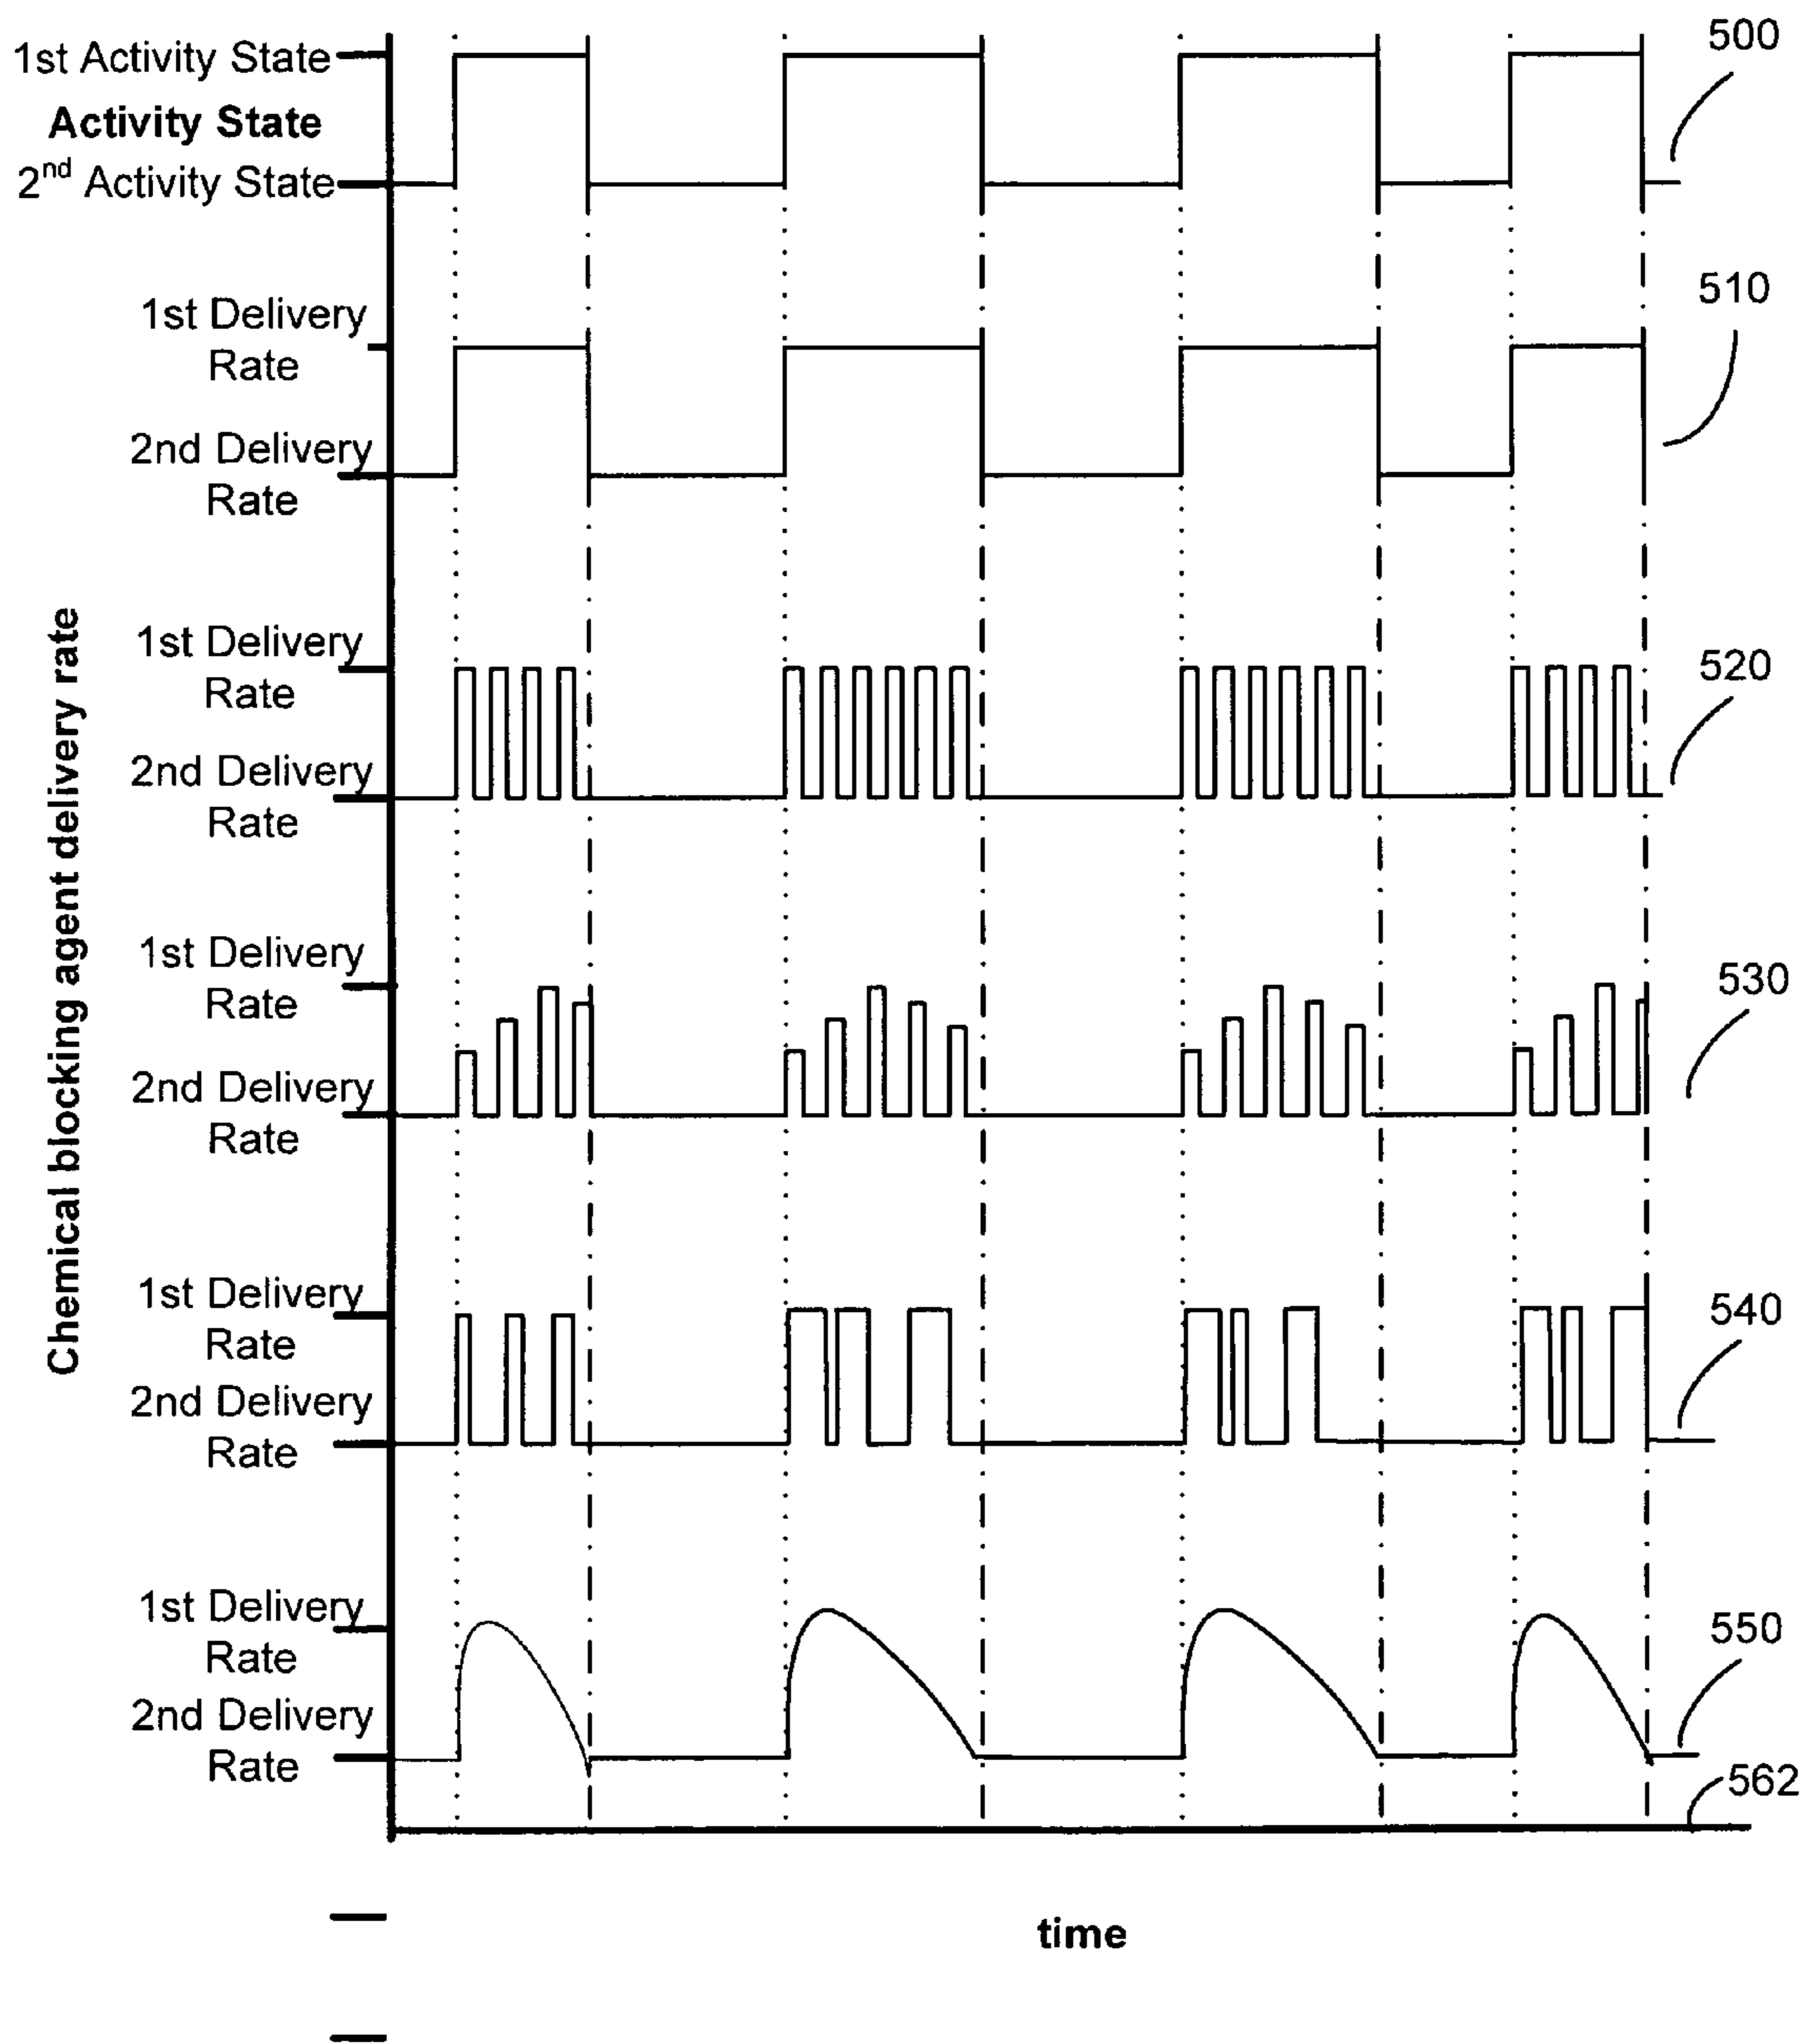 500
1st Activity State
Activity State
2nd Activity State
510
1st Delivery
Rate
2nd Delivery
Rate
Chemical blocking agent delivery rate
520
1st Delivery
Rate
2nd Delivery
Rate
530
1st Delivery
Rate
2nd Delivery
Rate
540
1st Delivery
Rate
2nd Delivery
Rate
550
1st Delivery
Rate
2nd Delivery
Rate
562
time